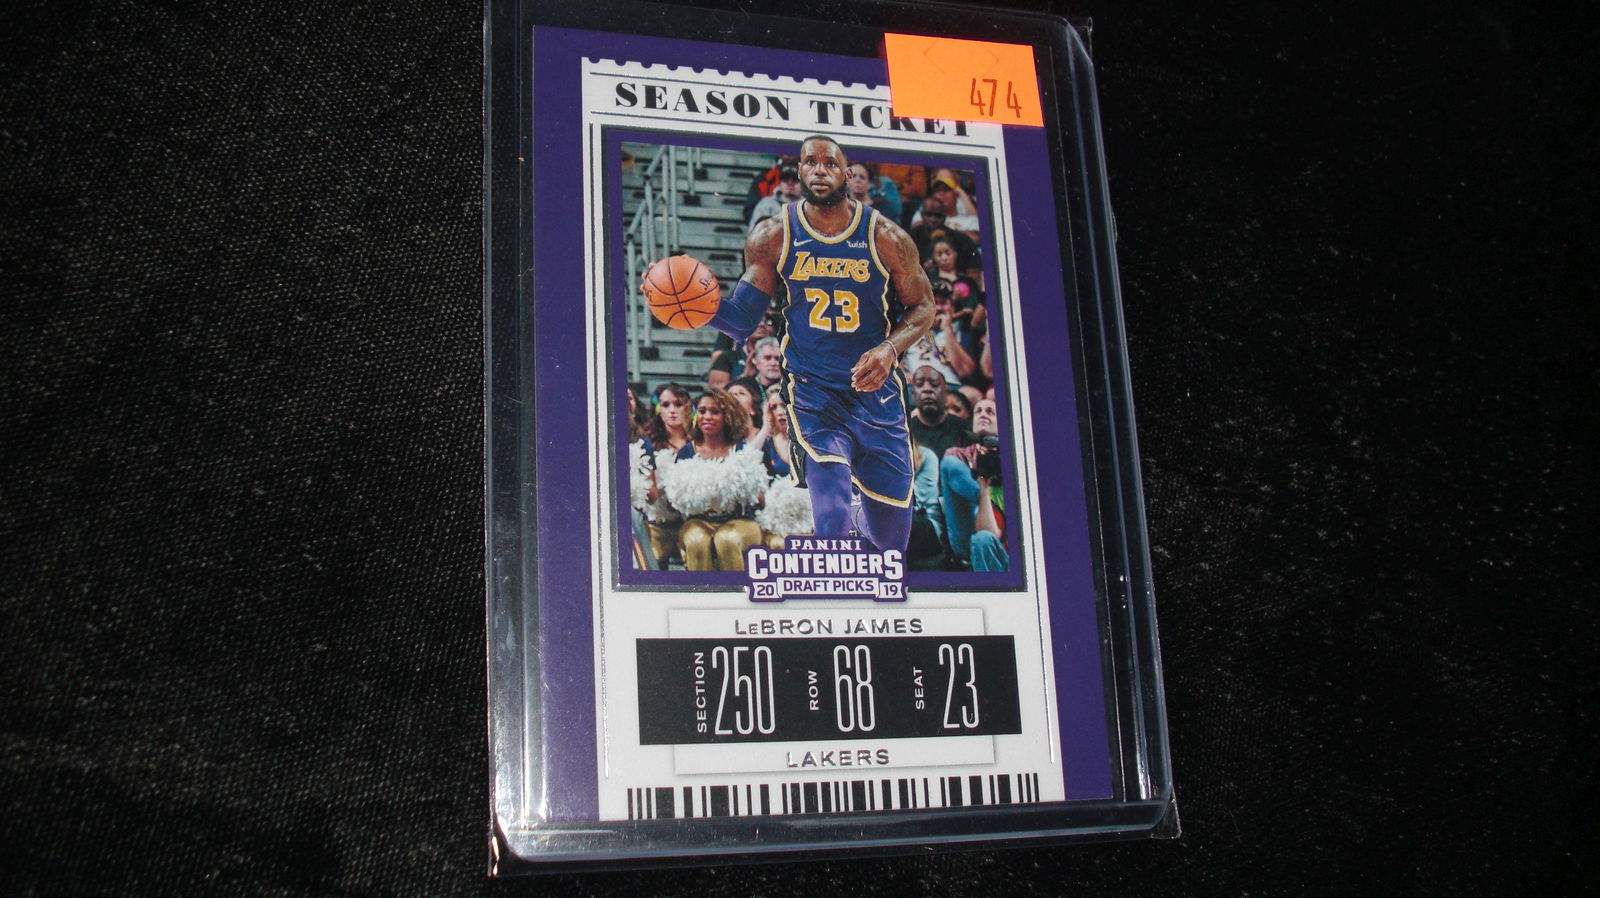 474
SEASON TICKET
wish
LAKERS
23
PANINI
CONTENDERS
20 DRAFT PICKS 19
LeBRON JAMES
SECTION 250 ROW 68 SEAT 23
LAKERS